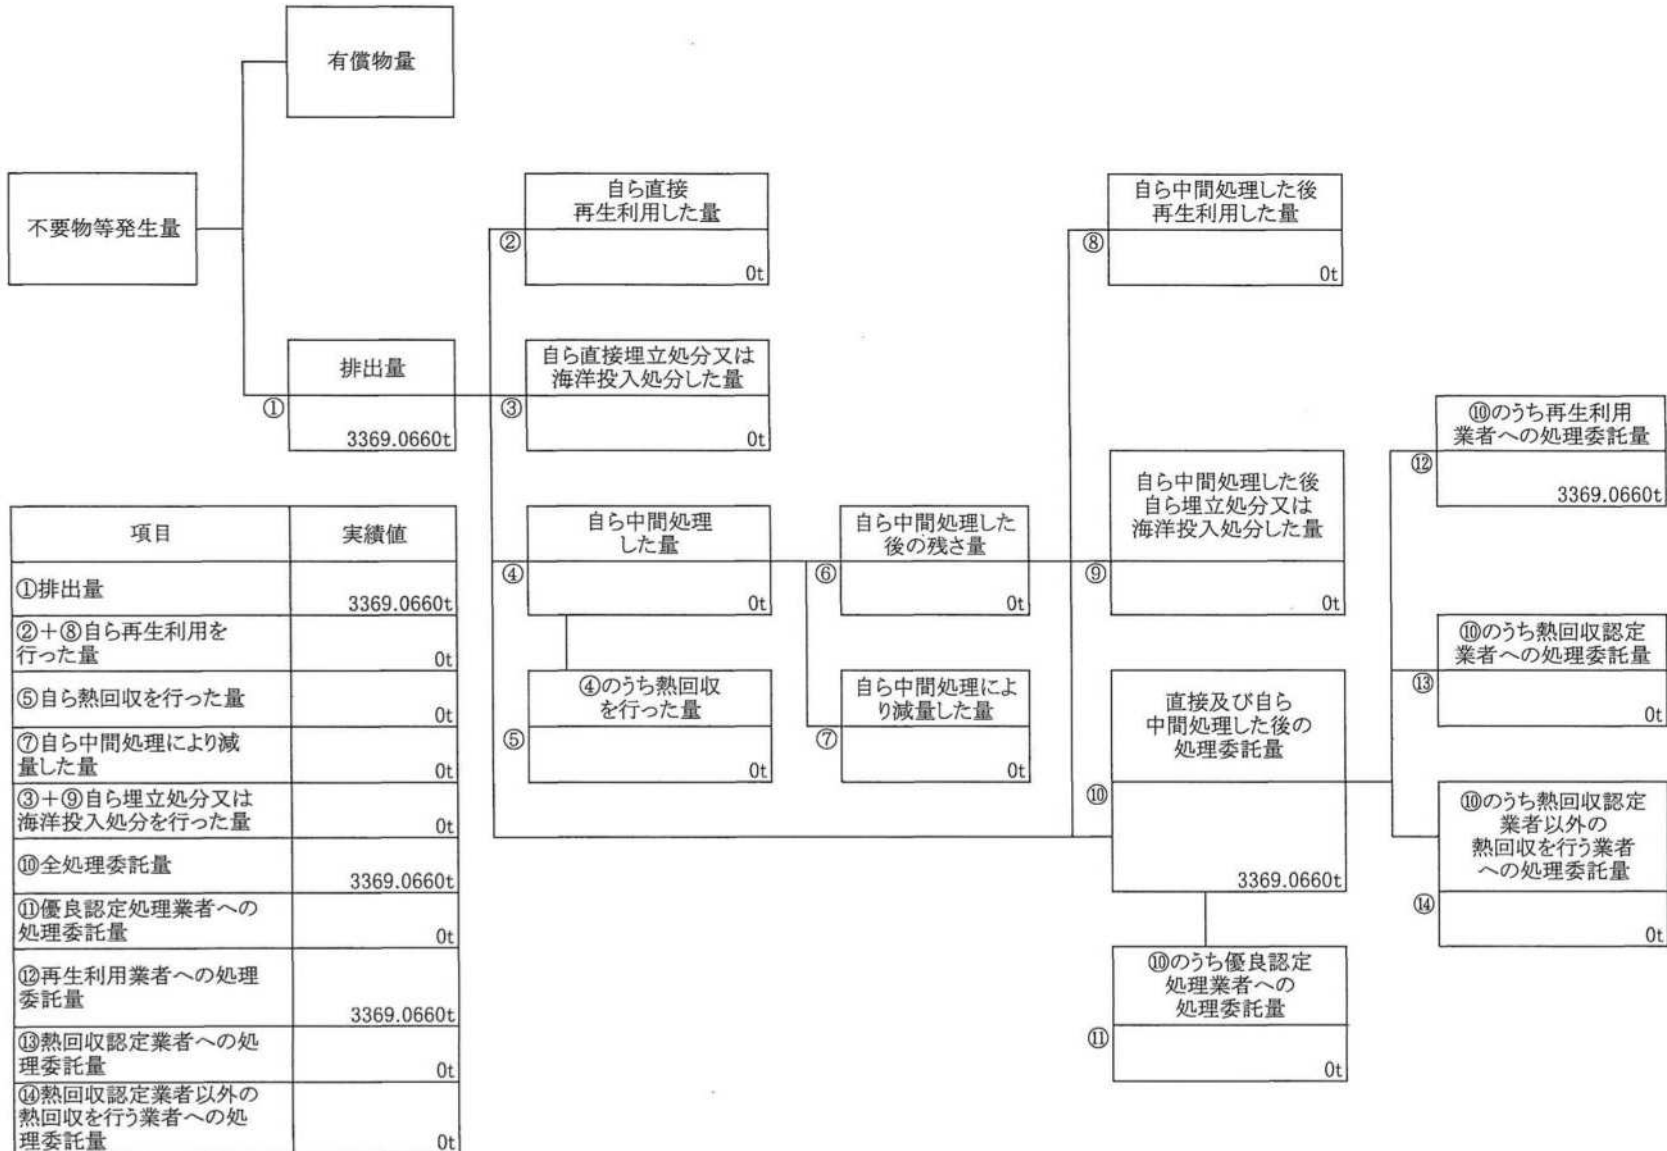 有償物量
不要物等発生量
自ら直接
再生利用した量
②
0t
自ら中間処理した後
再生利用した量
⑧
0t
排出量
①
3369.0660t
自ら直接埋立処分又は
海洋投入処分した量
③
0t
⑩のうち再生利用
業者への処理委託量
⑫
3369.0660t
自ら中間処理
した量
④
0t
自ら中間処理した
後の残さ量
⑥
0t
自ら中間処理した後
自ら埋立処分又は
海洋投入処分した量
⑨
0t
⑩のうち熱回収認定
業者への処理委託量
⑬
0t
④のうち熱回収
を行った量
⑤
0t
自ら中間処理によ
り減量した量
⑦
0t
直接及び自ら
中間処理した後の
処理委託量
⑩
3369.0660t
⑩のうち熱回収認定
業者以外の
熱回収を行う業者
への処理委託量
⑭
0t
⑩のうち優良認定
処理業者への
処理委託量
⑪
0t
項目
実績値
①排出量
3369.0660t
②+⑧自ら再生利用を
行った量
0t
⑤自ら熱回収を行った量
0t
⑦自ら中間処理により減
量した量
0t
③+⑨自ら埋立処分又は
海洋投入処分を行った量
0t
⑩全処理委託量
3369.0660t
⑪優良認定処理業者への
処理委託量
0t
⑫再生利用業者への処理
委託量
3369.0660t
⑬熱回収認定業者への処
理委託量
0t
⑭熱回収認定業者以外の
熱回収を行う業者への処
理委託量
0t